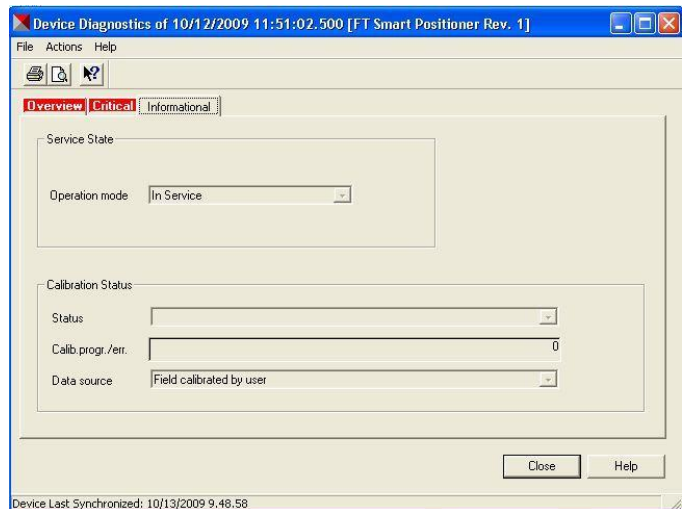 Device Diagnostics of 10/12/2009 11:51:02.500 [FT Smart Positioner Rev. 1]
File Actions Help
Overview Critical Informational
Service State
Operation mode In Service
Calibration Status
Status
Calib.progr./err. 0
Data source Field calibrated by user
Close Help
Device Last Synchronized: 10/13/2009 9.48.58